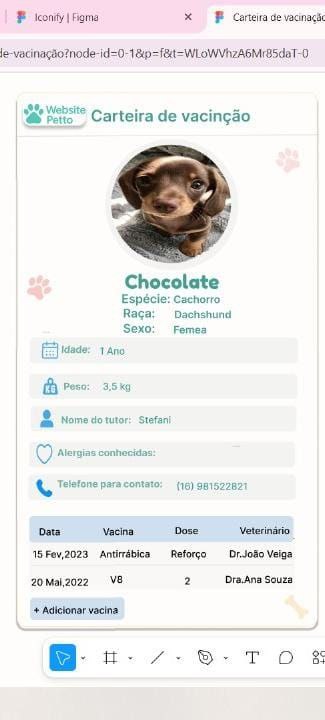 Iconify | Figma
Carteira de vacinação
de-vacinação?node-id=0-1&p=f&t=WLoWVhzA6Mr85daT-0
Website
Petto
Carteira de vacinção
Chocolate
Espécie: Cachorro
Raça: Dachshund
Sexo: Femea
Idade: 1 Ano
Peso: 3,5 kg
Nome do tutor: Stefani
Alergias conhecidas:
Telefone para contato: (16) 981522821
Data Vacina Dose Veterinário
15 Fev,2023 Antirrábica Reforço Dr.João Veiga
20 Mai,2022 V8 2 Dra.Ana Souza
+ Adicionar vacina